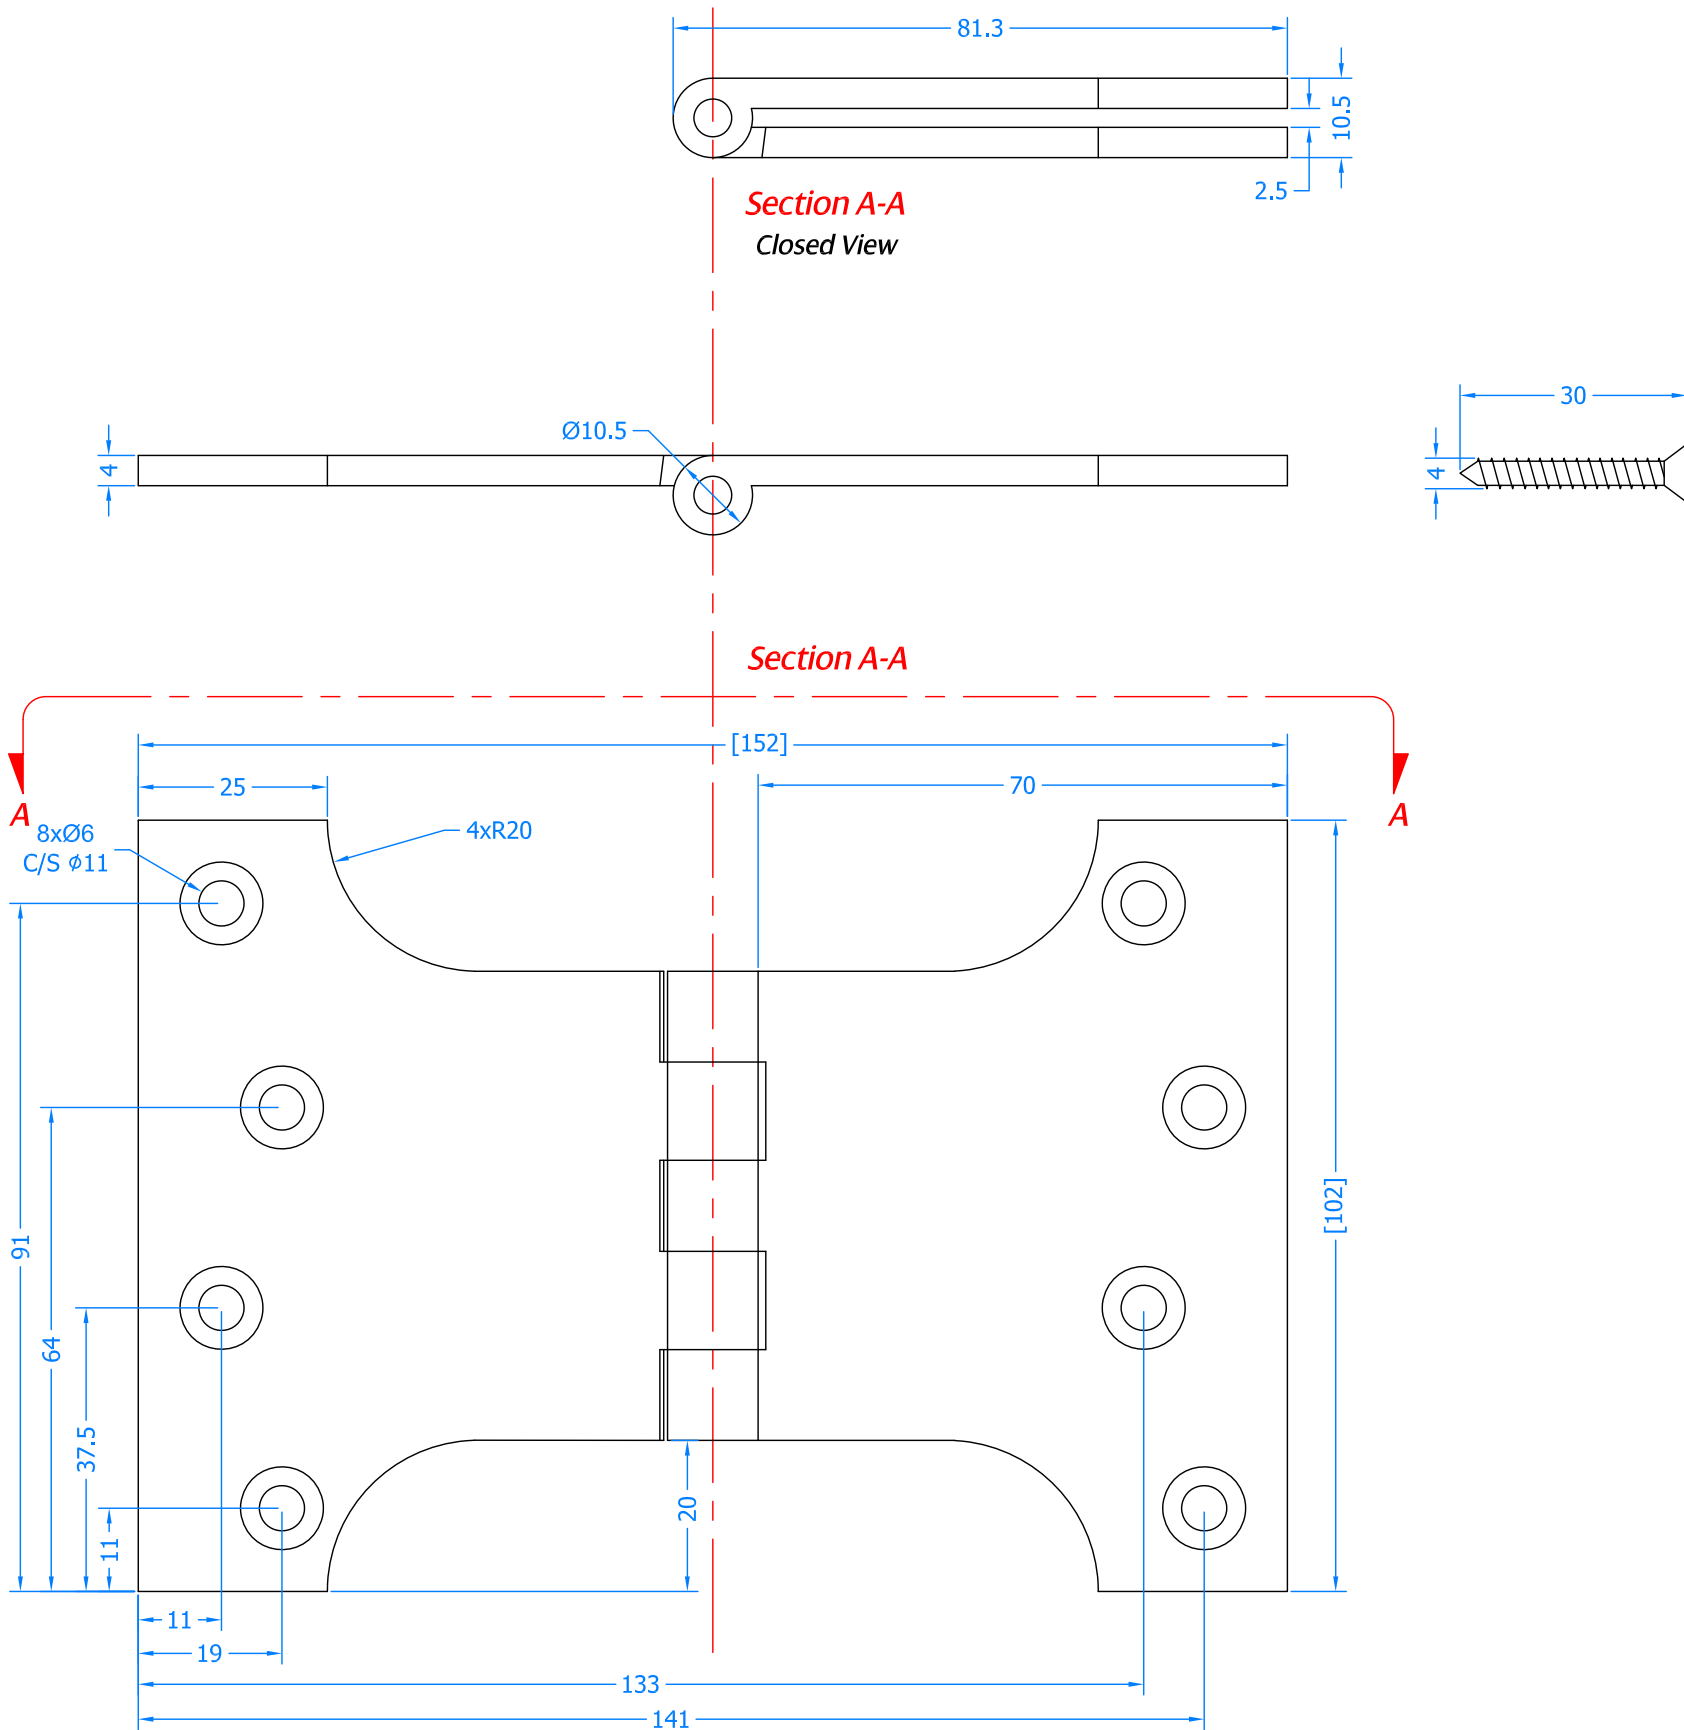 81.3
10.5
2.5
Section A-A
Closed View
30
Ø10.5
4
4
Section A-A
[152]
25
70
A
A
8xØ6
C/S ϕ11
4xR20
[102]
91
64
37.5
20
11
11
19
133
141